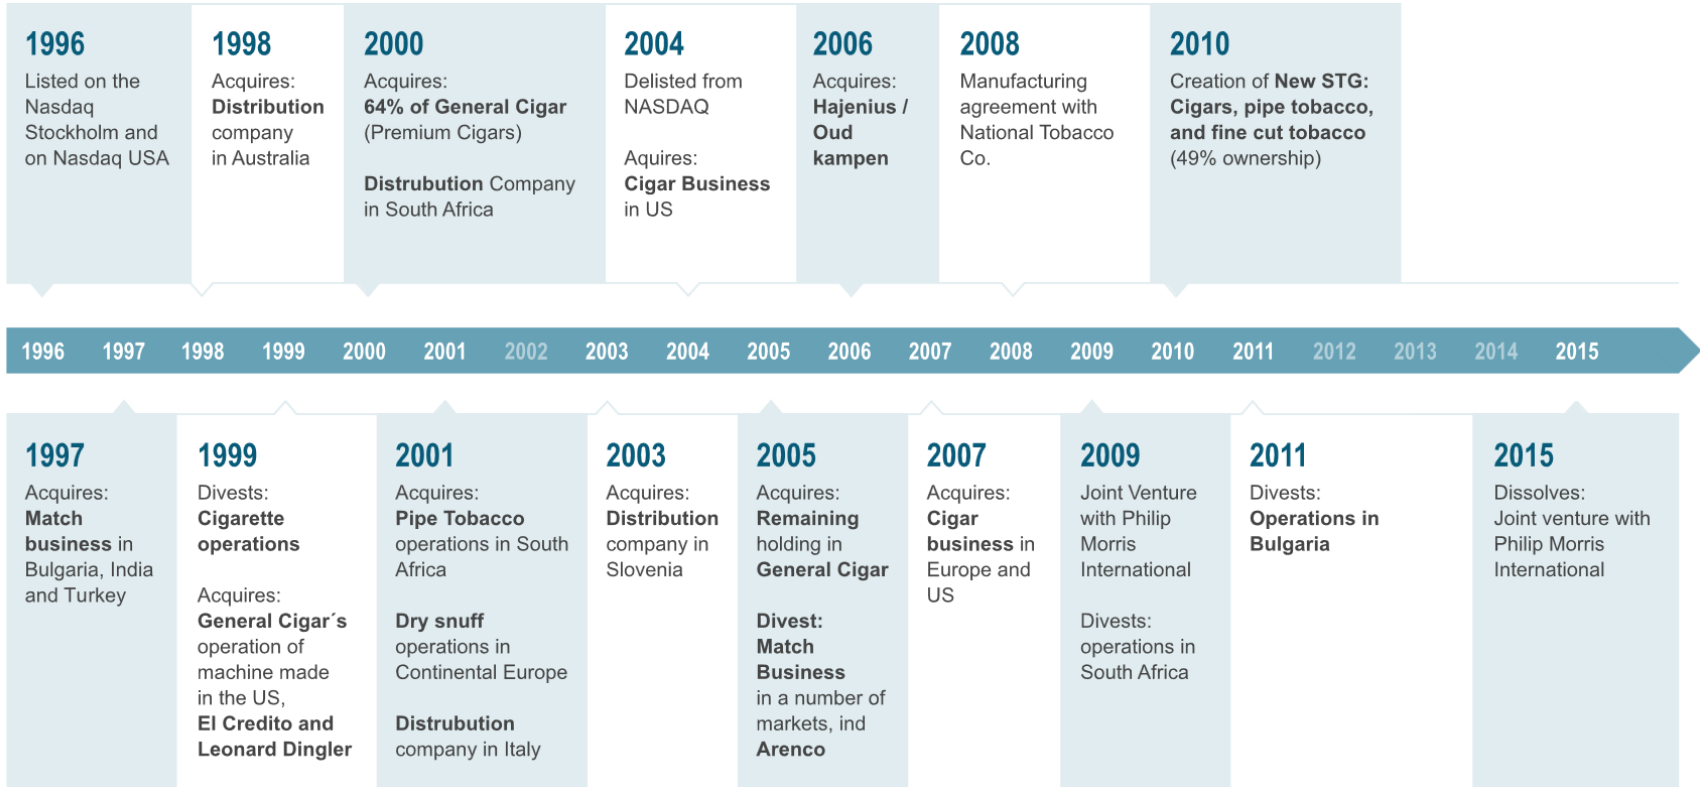 1996
Listed on the
Nasdaq
Stockholm and
on Nasdaq USA
1998
Acquires:
Distribution
company
in Australia
2000
Acquires:
64% of General Cigar
(Premium Cigars)
Distrubution Company
in South Africa
2004
Delisted from
NASDAQ
Aquires:
Cigar Business
in US
2006
Acquires:
Hajenius /
Oud
kampen
2008
Manufacturing
agreement with
National Tobacco
Co.
2010
Creation of New STG:
Cigars, pipe tobacco,
and fine cut tobacco
(49% ownership)
1996 1997 1998 1999 2000 2001 2002 2003 2004 2005 2006 2007 2008 2009 2010 2011 2012 2013 2014 2015
1997
Acquires:
Match
business in
Bulgaria, India
and Turkey
1999
Divests:
Cigarette
operations
Acquires:
General Cigar´s
operation of
machine made
in the US,
El Credito and
Leonard Dingler
2001
Acquires:
Pipe Tobacco
operations in South
Africa
Dry snuff
operations in
Continental Europe
Distrubution
company in Italy
2003
Acquires:
Distribution
company in
Slovenia
2005
Acquires:
Remaining
holding in
General Cigar
Divest:
Match
Business
in a number of
markets, ind
Arenco
2007
Acquires:
Cigar
business in
Europe and
US
2009
Joint Venture
with Philip
Morris
International
Divests:
operations in
South Africa
2011
Divests:
Operations in
Bulgaria
2015
Dissolves:
Joint venture with
Philip Morris
International